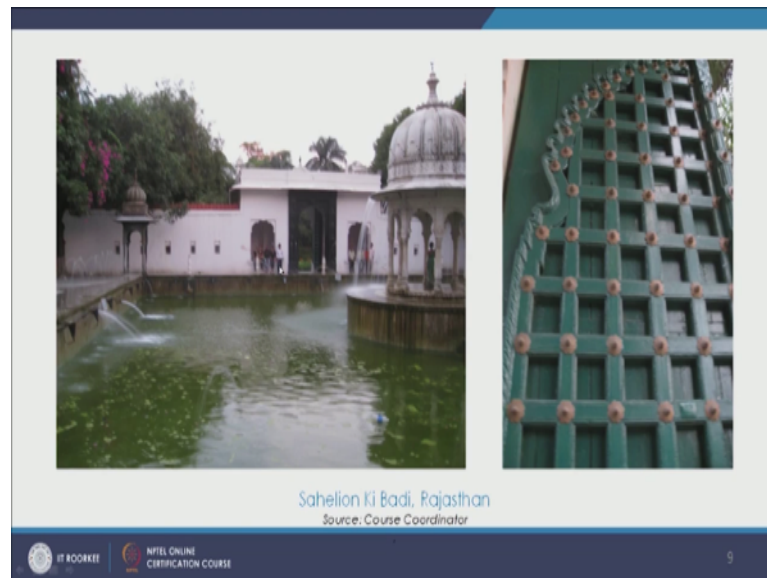 Sahelion Ki Badi, Rajasthan
Source: Course Coordinator
IIT ROORKEE
NPTEL ONLINE
CERTIFICATION COURSE
9